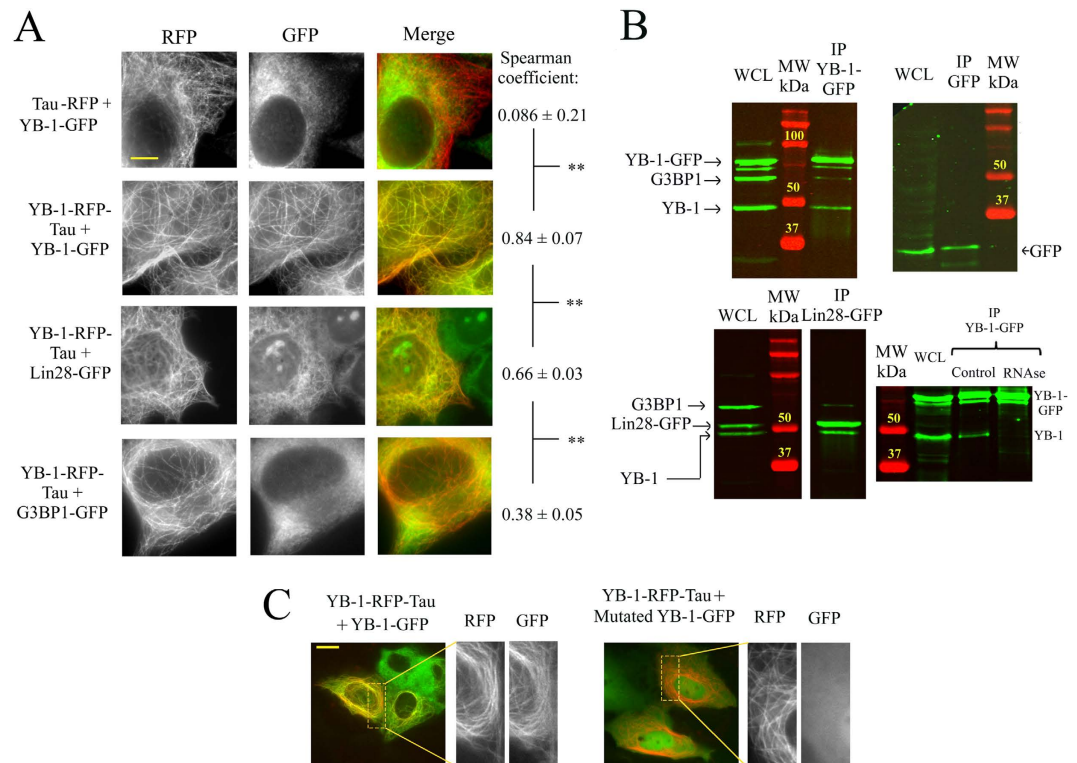 A
RFP
GFP
Merge
Spearman
coefficient:
Tau-RFP +
YB-1-GFP
0.086 ± 0.21
**
YB-1-RFP-
Tau +
YB-1-GFP
0.84 ± 0.07
**
YB-1-RFP-
Tau +
Lin28-GFP
0.66 ± 0.03
**
YB-1-RFP-
Tau +
G3BP1-GFP
0.38 ± 0.05
B
WCL
MW
kDa
IP
YB-1-
GFP
100
50
37
YB-1-GFP→
G3BP1→
YB-1→
WCL
IP
GFP
MW
kDa
50
37
←GFP
WCL
MW
kDa
IP
Lin28-GFP
G3BP1→
Lin28-GFP→
YB-1
50
37
IP
YB-1-GFP
MW
kDa
WCL
Control
RNAse
50
37
YB-1-
GFP
YB-1
C
YB-1-RFP-Tau
+ YB-1-GFP
RFP
GFP
YB-1-RFP-Tau+
Mutated YB-1-GFP
RFP
GFP